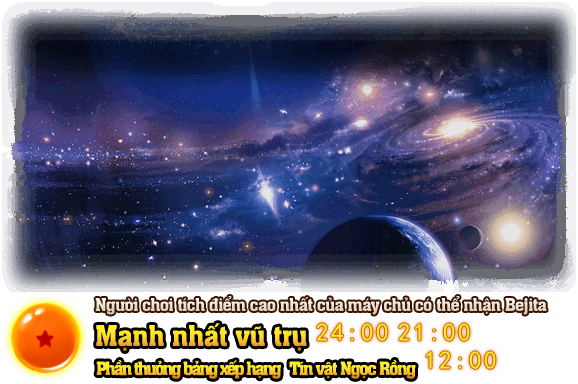 Người chơi tích điểm cao nhất của máy chủ có thể nhận Bejita
Mạnh nhất vũ trụ 24:00 21:00
Phần thưởng bảng xếp hạng Tín vật Ngọc Rồng 12:00